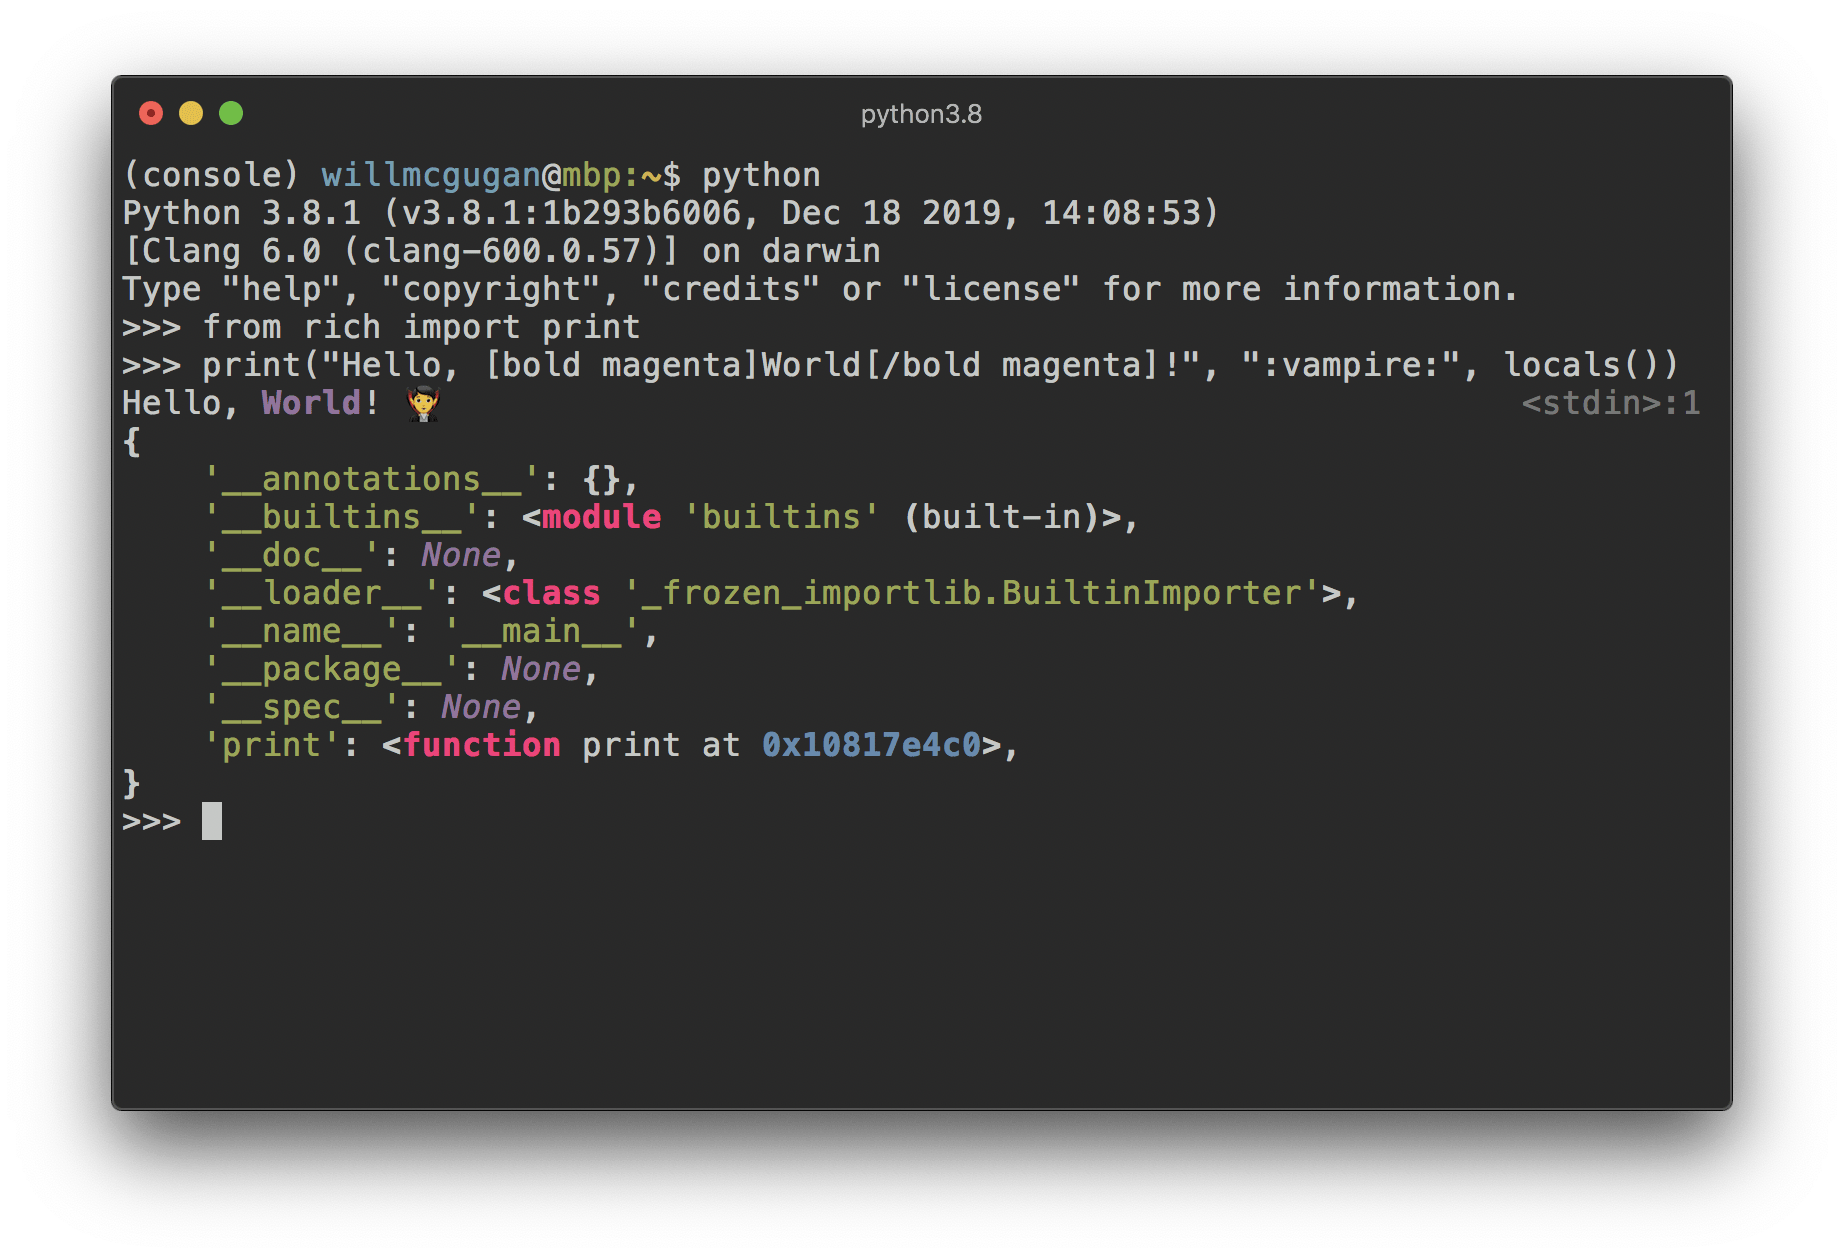 python3.8
(console) willmcgugan@mbp:~$ python
Python 3.8.1 (v3.8.1:1b293b6006, Dec 18 2019, 14:08:53)
[Clang 6.0 (clang-600.0.57)] on darwin
Type "help", "copyright", "credits" or "license" for more information.
>>> from rich import print
>>> print("Hello, [bold magenta]World[/bold magenta]!", ":vampire:", locals())
Hello, World! 🧛 <stdin>:1
{
    '__annotations__': {},
    '__builtins__': <module 'builtins' (built-in)>,
    '__doc__': None,
    '__loader__': <class '_frozen_importlib.BuiltinImporter'>,
    '__name__': '__main__',
    '__package__': None,
    '__spec__': None,
    'print': <function print at 0x10817e4c0>,
}
>>>